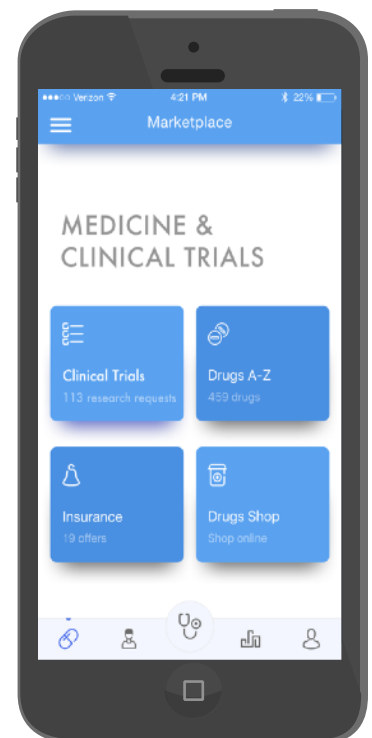 Verizon 4:21 PM 22%
Marketplace
MEDICINE &
CLINICAL TRIALS
Clinical Trials
113 research requests
Drugs A-Z
459 drugs
Insurance
19 offers
Drugs Shop
Shop online